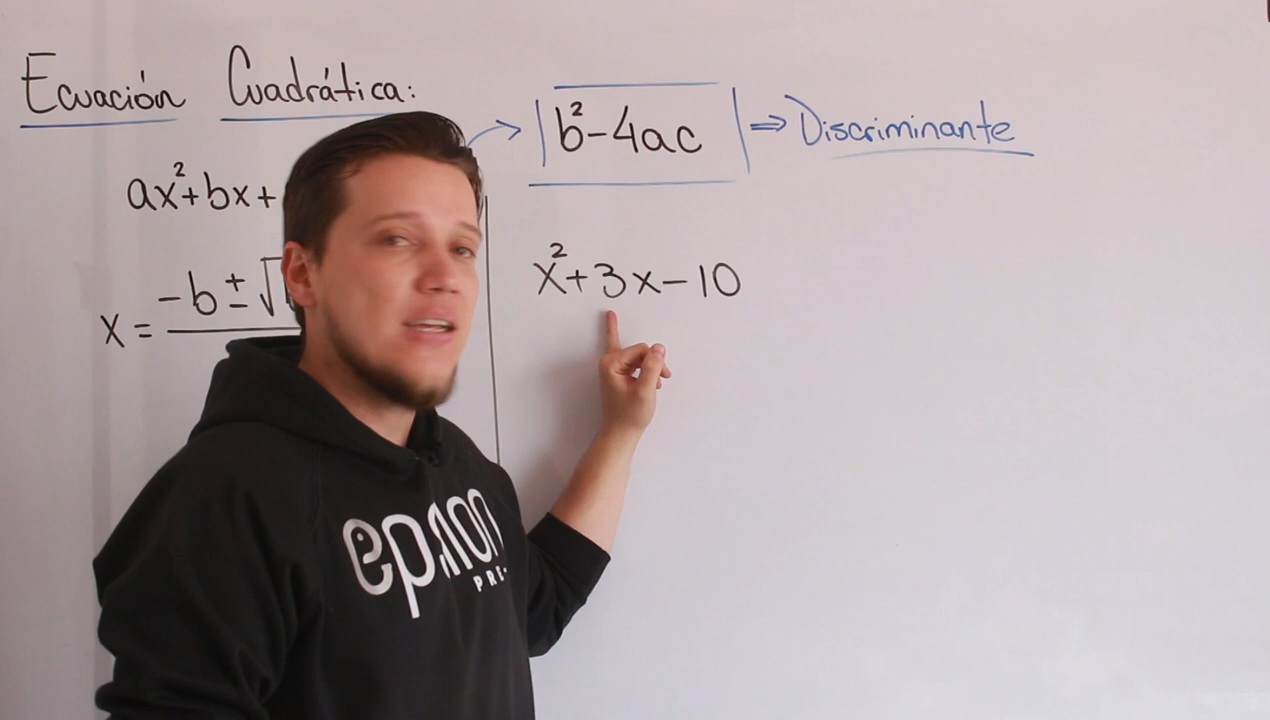 Ecuación Cuadrática:
b²-4ac ⇒ Discriminante
ax²+bx+
x²+3x-10
x = -b±√
epsilon
PRE